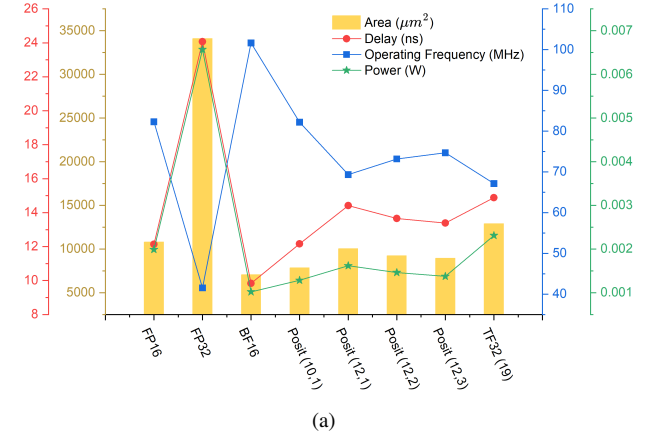 26
24
22
20
18
16
14
12
10
8
35000
30000
25000
20000
15000
10000
5000
Area (μm²)
Delay (ns)
Operating Frequency (MHz)
Power (W)
110
100
90
80
70
60
50
40
0.007
0.006
0.005
0.004
0.003
0.002
0.001
FP16
FP32
BF16
Posit (10,1)
Posit (12,1)
Posit (12,2)
Posit (12,3)
TF32 (19)
(a)